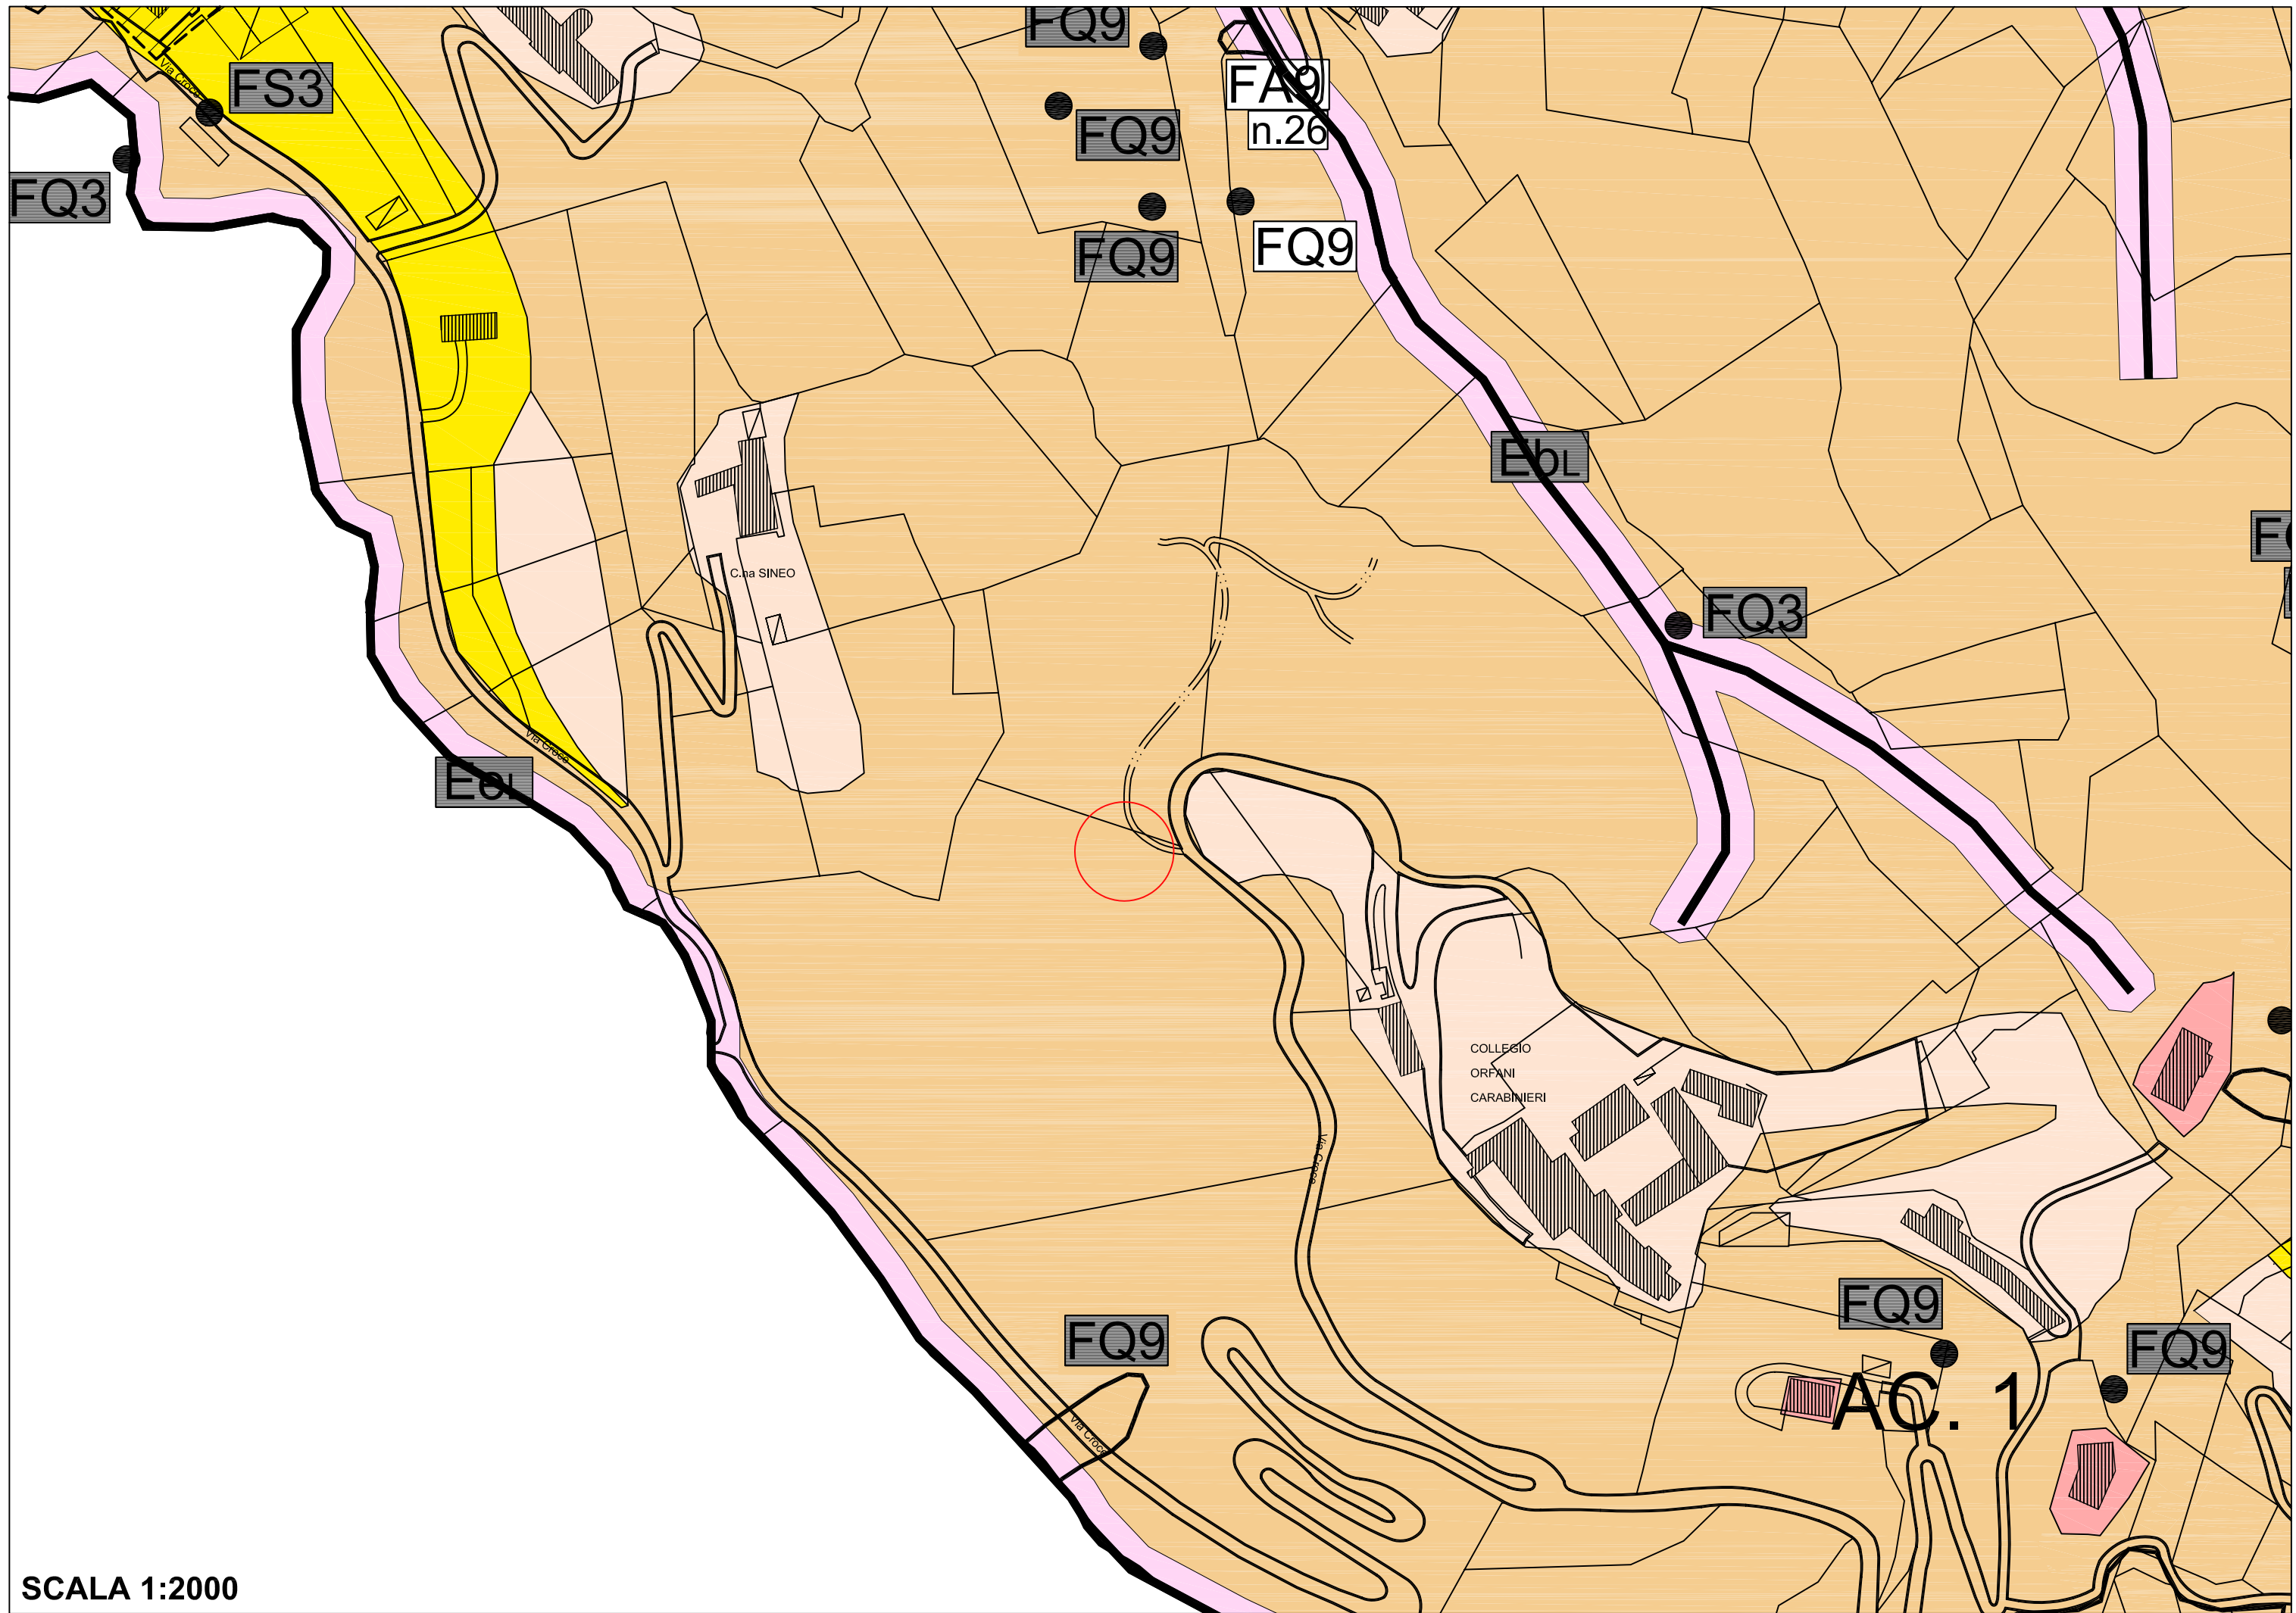 FQ9
Via Croce
FS3
FA9
n.26
FQ9
FQ3
FQ9
FQ9
EbL
C.na SINEO
FQ3
Via Croce
EeL
COLLEGIO
ORFANI
CARABINIERI
Via Croce
FQ9
FQ9
FQ9
AC. 1
Via Croce
SCALA 1:2000